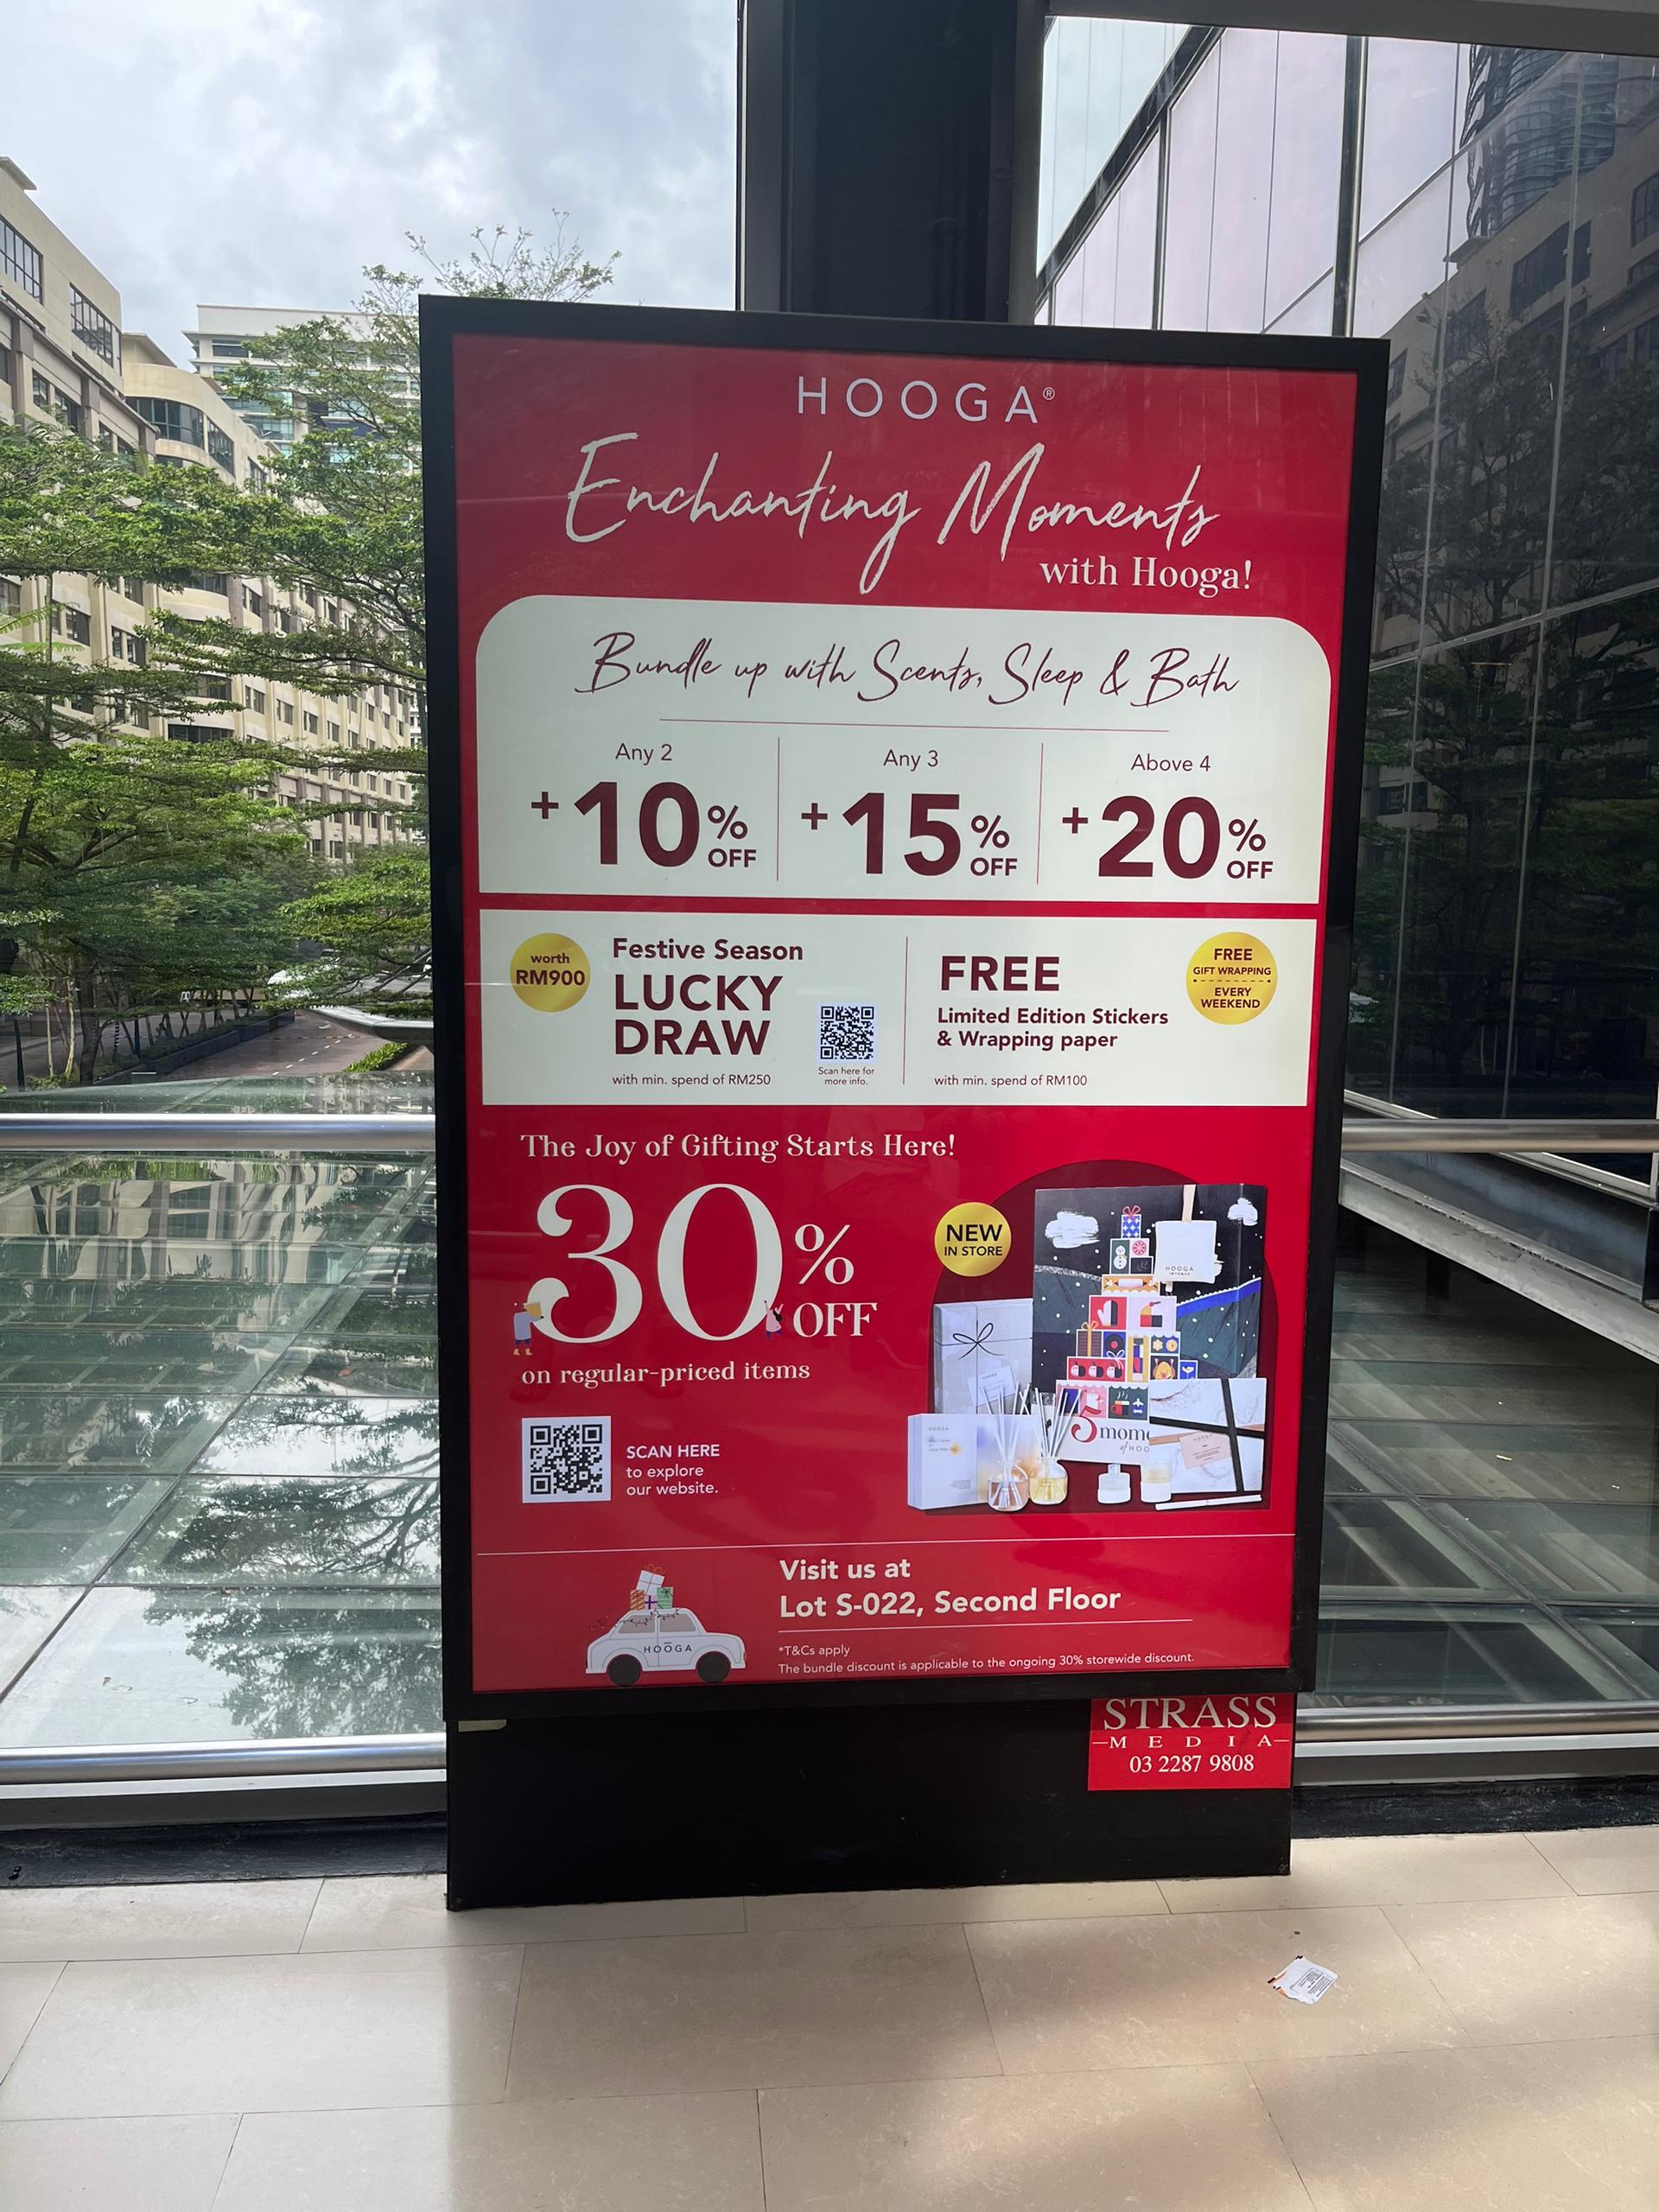 HOOGA®
Enchanting Moments
with Hooga!
Bundle up with Scents, Sleep & Bath
Any 2
+10% OFF
Any 3
+15% OFF
Above 4
+20% OFF
worth
RM900
Festive Season
LUCKY
DRAW
with min. spend of RM250
Scan here for
more info.
FREE
Limited Edition Stickers
& Wrapping paper
with min. spend of RM100
FREE
GIFT WRAPPING
EVERY
WEEKEND
The Joy of Gifting Starts Here!
30% OFF
on regular-priced items
SCAN HERE
to explore
our website.
NEW
IN STORE
HOOGA
5 mome
of HOO
HOOGA
Visit us at
Lot S-022, Second Floor
*T&Cs apply
The bundle discount is applicable to the ongoing 30% storewide discount.
STRASS
MEDIA
03 2287 9808